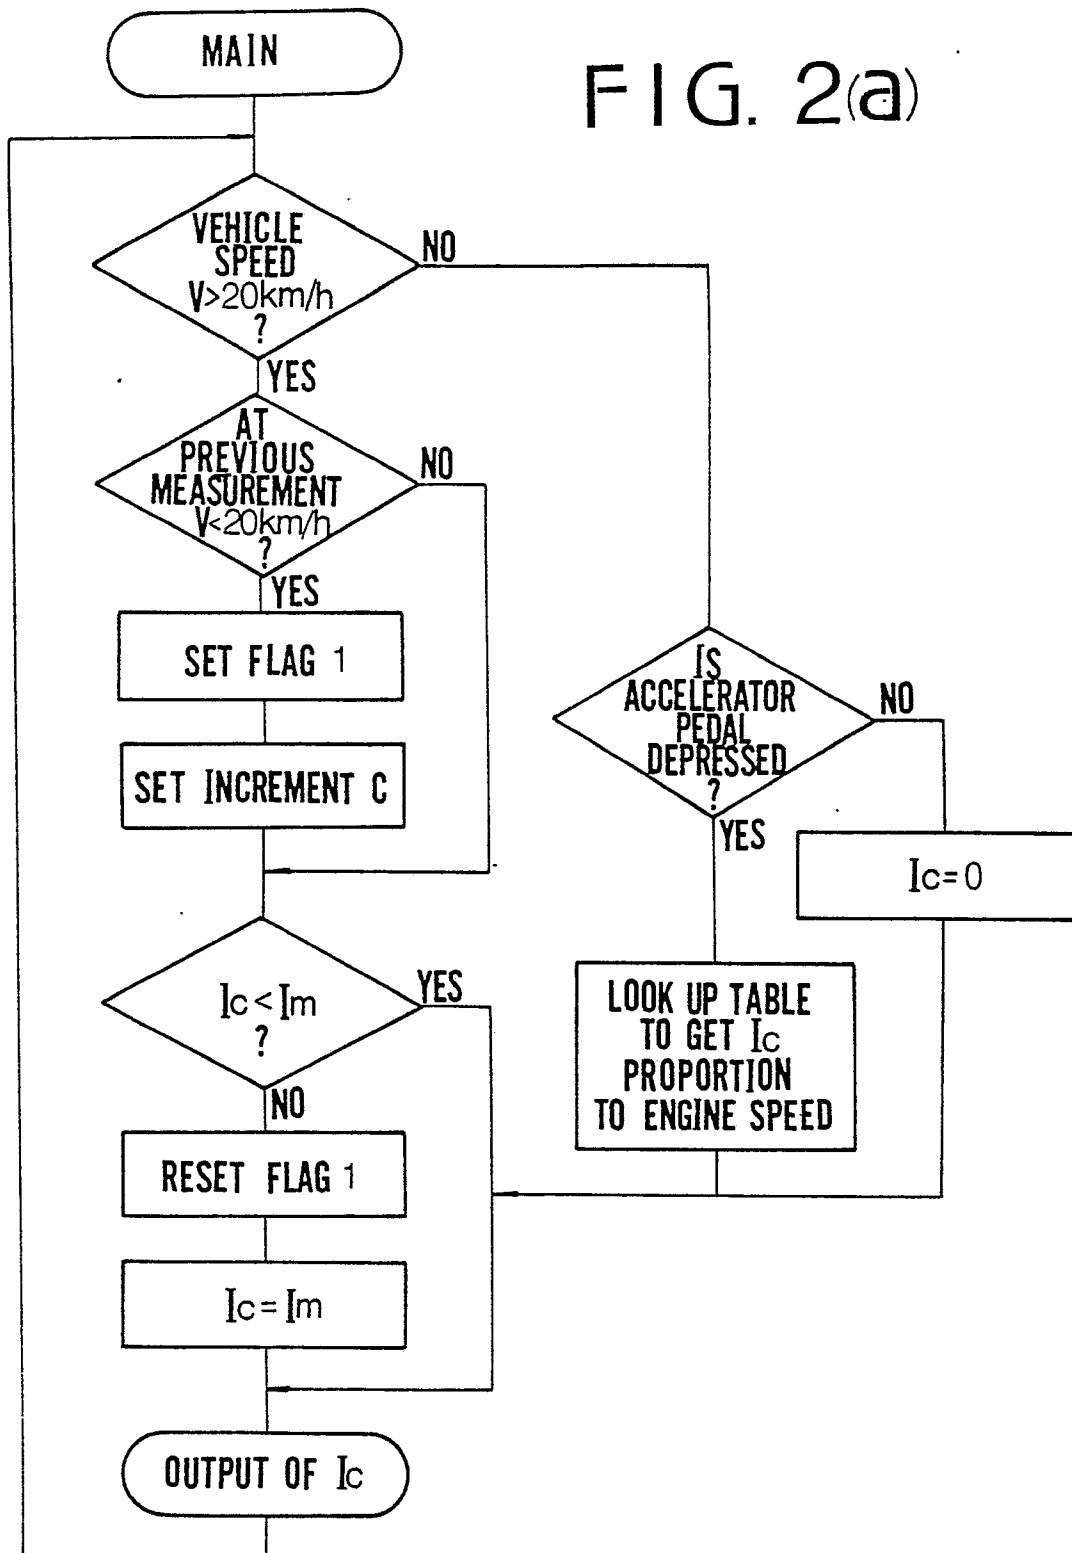 MAIN
FIG. 2(a)
VEHICLE
SPEED
V>20km/h
?
NO
YES
AT
PREVIOUS
MEASUREMENT
V<20km/h
?
NO
YES
SET FLAG 1
SET INCREMENT C
IS
ACCELERATOR
PEDAL
DEPRESSED
?
NO
YES
Ic=0
LOOK UP TABLE
TO GET Ic
PROPORTION
TO ENGINE SPEED
Ic<Im
?
YES
NO
RESET FLAG 1
Ic=Im
OUTPUT OF Ic